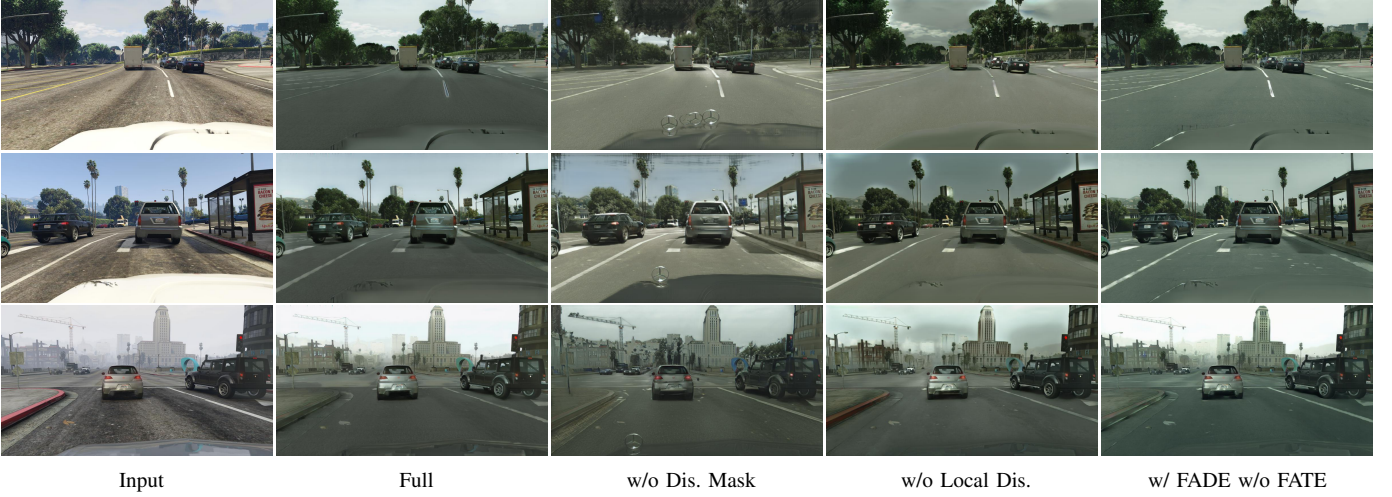 Input
Full
w/o Dis. Mask
w/o Local Dis.
w/ FADE w/o FATE